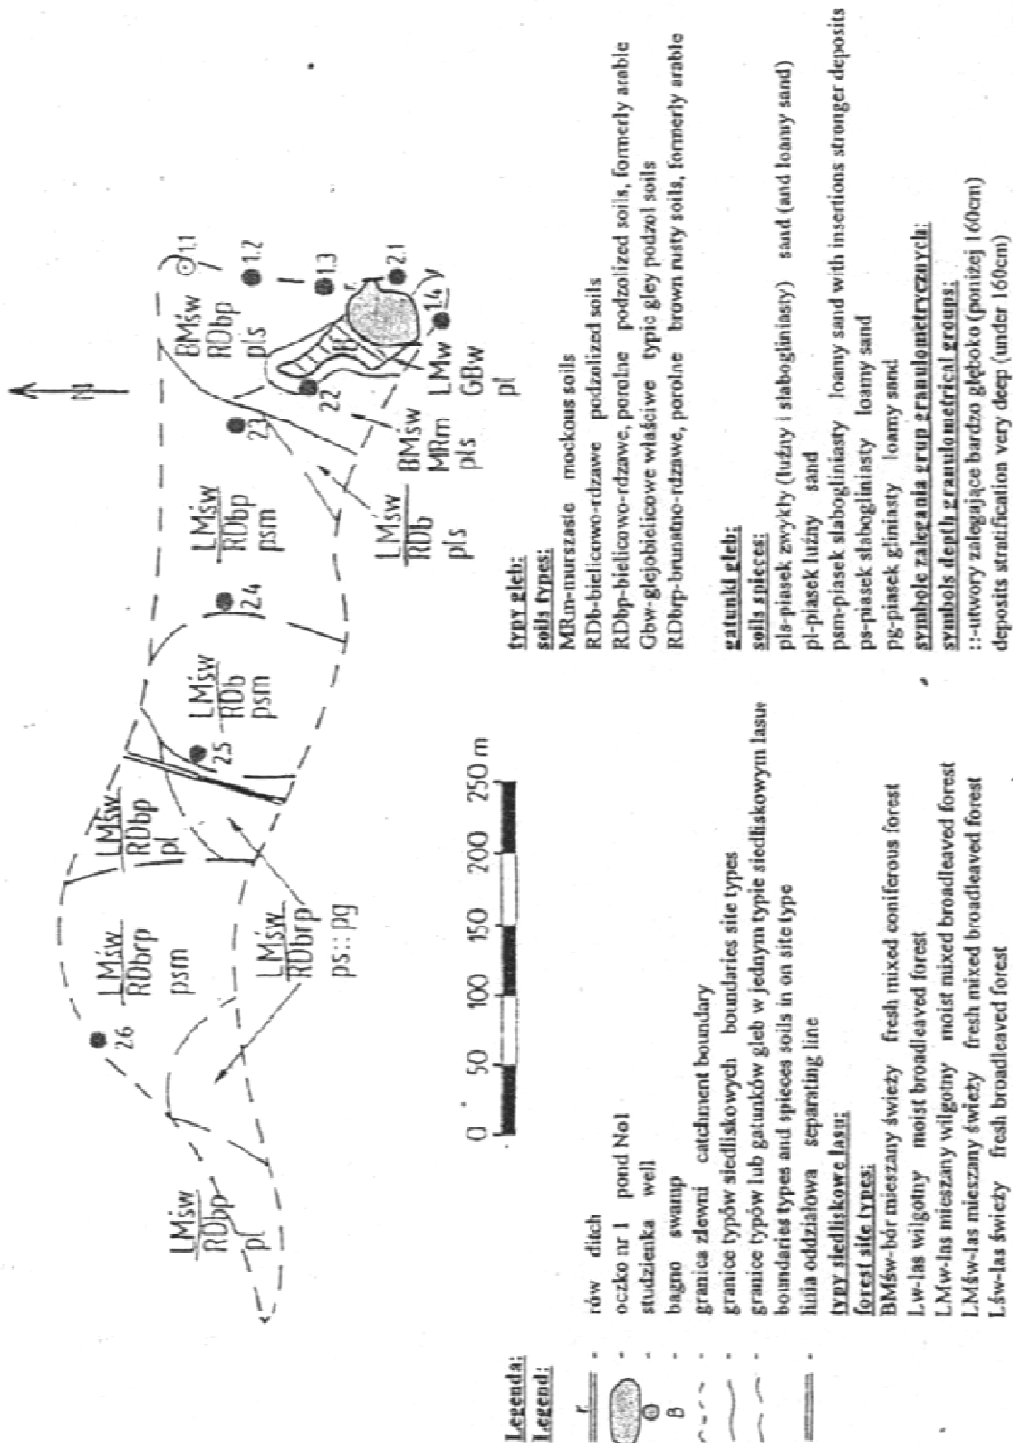 N
LMśw
RDbp
pl
2.6
LMśw
RDbrp
psm
LMśw
RDbrp
ps::pg
LMśw
RDbp
pl
2.5
LMśw
RDb
psm
2.4
LMśw
RDbp
psm
2.3
LMśw
RDb
pls
2.2
BMśw
MRm
pls
BMśw
RDbp
pls
1.1
1.2
1.3
2.1
1.4
LMw
GBw
pl
0 50 100 150 200 250 m
Legenda:
Legend:
r - rów ditch
- oczko nr 1 pond No1
- studzienka well
B - bagno swamp
- granica zlewni catchment boundary
- granice typów siedliskowych boundaries site types
- granice typów lub gatunków gleb w jednym typie siedliskowym lasu
boundaries types and spieces soils in on site type
- linia oddziałowa separating line
typy siedliskowe lasu:
forest site types:
BMśw-bór mieszany świeży fresh mixed coniferous forest
Lw-las wilgotny moist broadleaved forest
LMw-las mieszany wilgotny moist mixed broadleaved forest
LMśw-las mieszany świeży fresh mixed broadleaved forest
Lśw-las świeży fresh broadleaved forest
typy gleb:
soils types:
MRm-murszaste mockous soils
RDb-bielicowo-rdzawe podzolized soils
RDbp-bielicowo-rdzawe, porolne podzolized soils, formerly arable
Gbw-glejobielicowe właściwe typic gley podzol soils
RDbrp-brunatno-rdzawe, porolne brown rusty soils, formerly arable
gatunki gleb:
soils spieces:
pls-piasek zwykły (luźny i słabogliniasty) sand (and loamy sand)
pl-piasek luźny sand
psm-piasek słabogliniasty loamy sand with insertions stronger deposits
ps-piasek słabogliniasty loamy sand
pg-piasek gliniasty loamy sand
symbole zalegania grup granulometrycznych:
symbols depth granulometrical groups:
::-utwory zalegające bardzo głęboko (poniżej 160cm)
deposits stratification very deep (under 160cm)